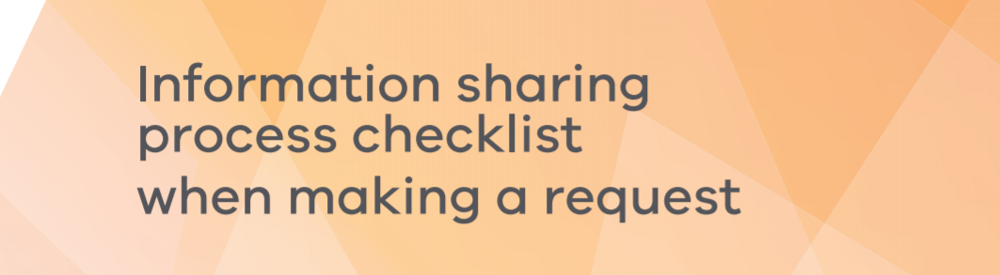 Information sharing
process checklist
when making a request